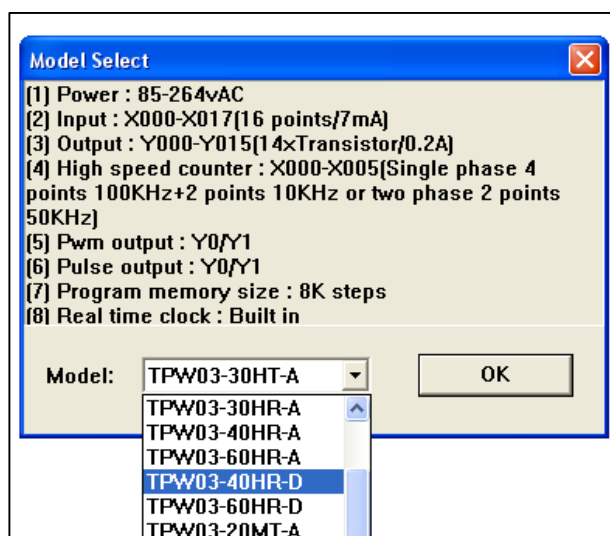 Model Select
(1) Power : 85-264vAC
(2) Input : X000-X017(16 points/7mA)
(3) Output : Y000-Y015(14xTransistor/0.2A)
(4) High speed counter : X000-X005(Single phase 4
points 100KHz+2 points 10KHz or two phase 2 points
50KHz)
(5) Pwm output : Y0/Y1
(6) Pulse output : Y0/Y1
(7) Program memory size : 8K steps
(8) Real time clock : Built in
Model: TPW03-30HT-A OK
TPW03-30HR-A
TPW03-40HR-A
TPW03-60HR-A
TPW03-40HR-D
TPW03-60HR-D
TPW03-20MT-A